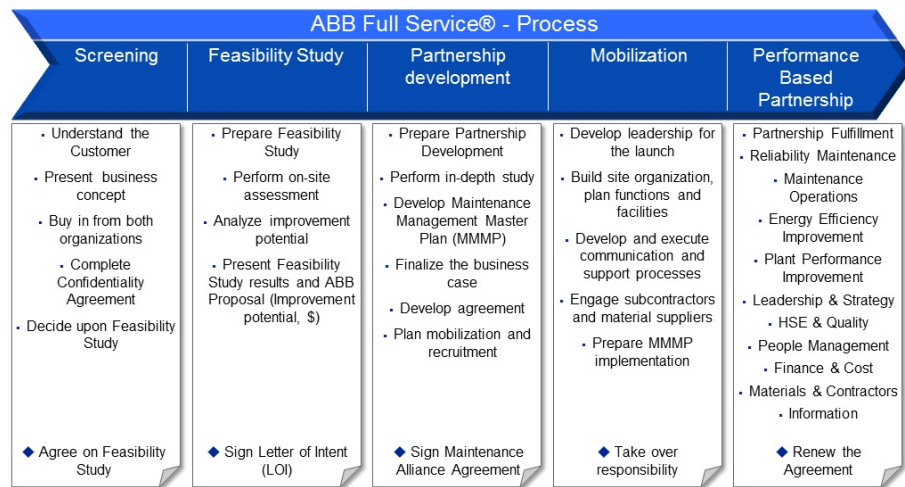 ABB Full Service® - Process
Screening
Feasibility Study
Partnership
development
Mobilization
Performance
Based
Partnership
▪ Understand the
Customer
▪ Present business
concept
▪ Buy in from both
organizations
▪ Complete
Confidentiality
Agreement
▪ Decide upon Feasibility
Study
◆ Agree on Feasibility
Study
▪ Prepare Feasibility
Study
▪ Perform on-site
assessment
▪ Analyze improvement
potential
▪ Present Feasibility
Study results and ABB
Proposal (Improvement
potential, $)
◆ Sign Letter of Intent
(LOI)
▪ Prepare Partnership
Development
▪ Perform in-depth study
▪ Develop Maintenance
Management Master
Plan (MMMP)
▪ Finalize the business
case
▪ Develop agreement
▪ Plan mobilization and
recruitment
◆ Sign Maintenance
Alliance Agreement
▪ Develop leadership for
the launch
▪ Build site organization,
plan functions and
facilities
▪ Develop and execute
communication and
support processes
▪ Engage subcontractors
and material suppliers
▪ Prepare MMMP
implementation
◆ Take over
responsibility
▪ Partnership Fulfillment
▪ Reliability Maintenance
▪ Maintenance
Operations
▪ Energy Efficiency
Improvement
▪ Plant Performance
Improvement
▪ Leadership & Strategy
▪ HSE & Quality
▪ People Management
▪ Finance & Cost
▪ Materials & Contractors
▪ Information
◆ Renew the
Agreement